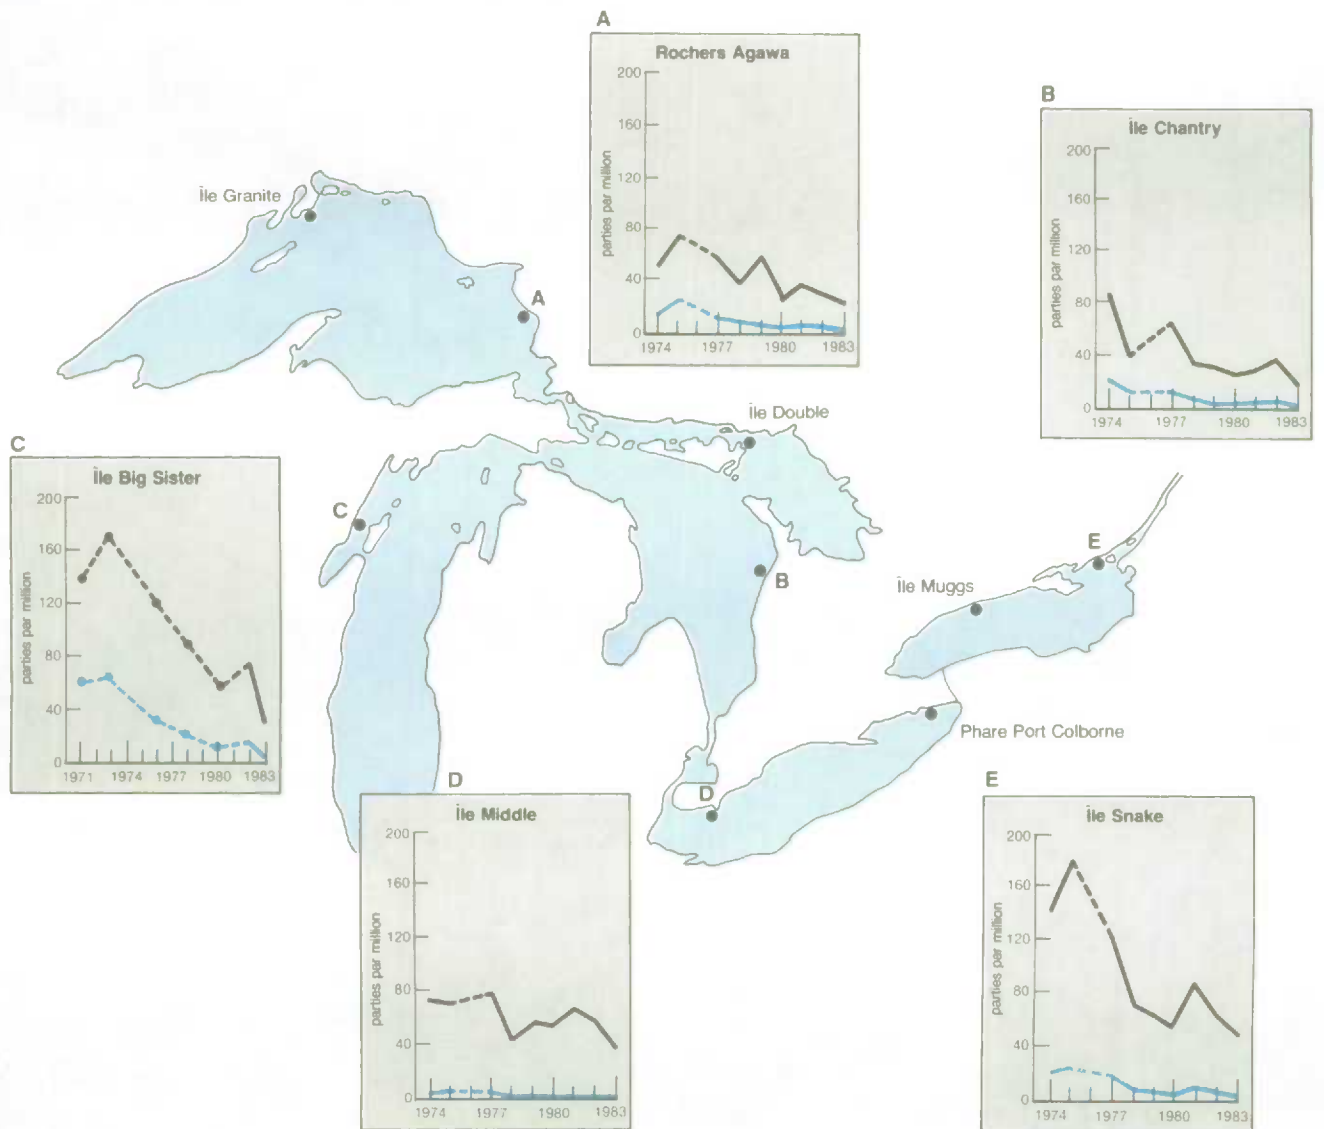 A
Rochers Agawa
parties par million
200
160
120
80
40
0
1974 1977 1980 1983
B
Île Chantry
parties par million
200
160
120
80
40
0
1974 1977 1980 1983
Île Granite
A
Île Double
C
Île Big Sister
parties par million
200
160
120
80
40
0
1971 1974 1977 1980 1983
C
B
E
Île Muggs
Phare Port Colborne
D
D
Île Middle
parties par million
200
160
120
80
40
0
1974 1977 1980 1983
E
Île Snake
parties par million
200
160
120
80
40
0
1974 1977 1980 1983